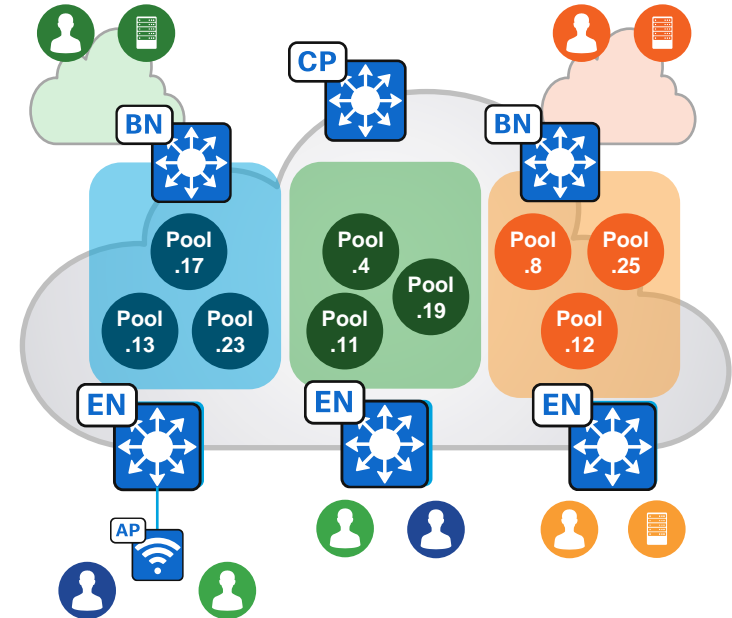 CP
BN
BN
Pool
.17
Pool
.4
Pool
.8
Pool
.25
Pool
.19
Pool
.13
Pool
.23
Pool
.11
Pool
.12
EN
EN
EN
AP